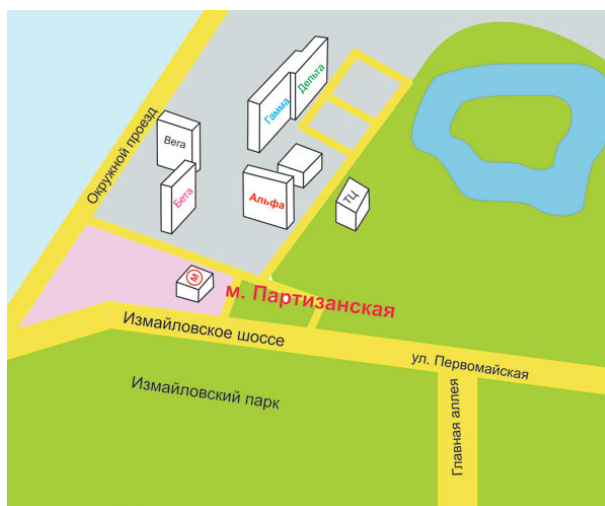 Дельта
Гамма
Окружной проезд
Вега
Бета
Альфа
ТЦ
М
м. Партизанская
Измайловское шоссе
ул. Первомайская
Измайловский парк
Главная аллея